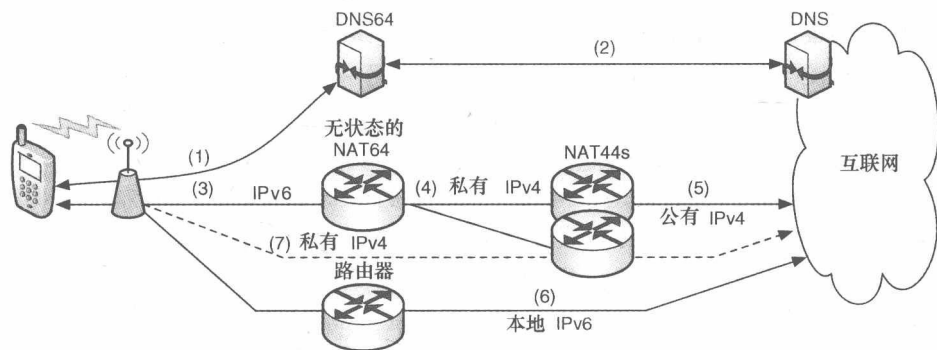 DNS64
DNS
(2)
无状态的
NAT64
NAT44s
互联网
(1)
(3)
IPv6
(4)
私有 IPv4
(5)
公有 IPv4
(7) 私有 IPv4
路由器
(6)
本地 IPv6